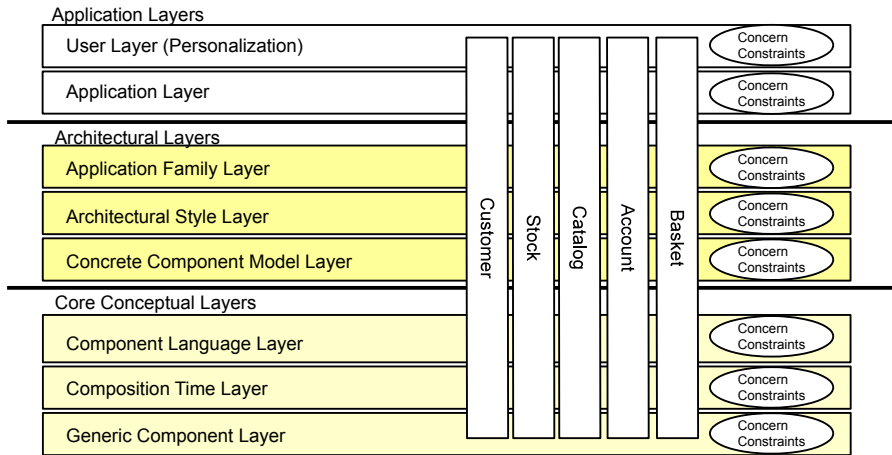 Application Layers
User Layer (Personalization)
Concern
Constraints
Application Layer
Concern
Constraints
Architectural Layers
Application Family Layer
Concern
Constraints
Architectural Style Layer
Concern
Constraints
Concrete Component Model Layer
Concern
Constraints
Customer
Stock
Catalog
Account
Basket
Core Conceptual Layers
Component Language Layer
Concern
Constraints
Composition Time Layer
Concern
Constraints
Generic Component Layer
Concern
Constraints